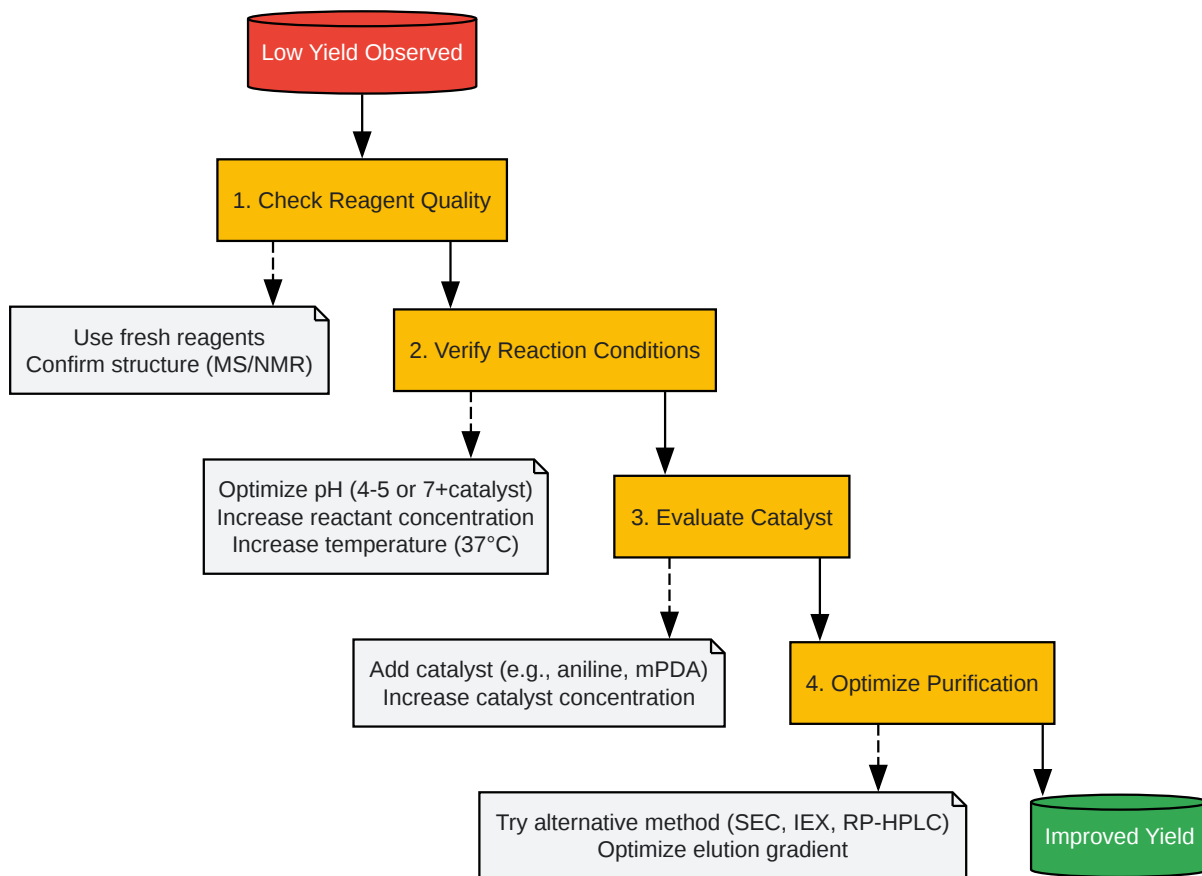 Low Yield Observed
1. Check Reagent Quality
Use fresh reagents
Confirm structure (MS/NMR)
2. Verify Reaction Conditions
Optimize pH (4-5 or 7+catalyst)
Increase reactant concentration
Increase temperature (37°C)
3. Evaluate Catalyst
Add catalyst (e.g., aniline, mPDA)
Increase catalyst concentration
4. Optimize Purification
Try alternative method (SEC, IEX, RP-HPLC)
Optimize elution gradient
Improved Yield